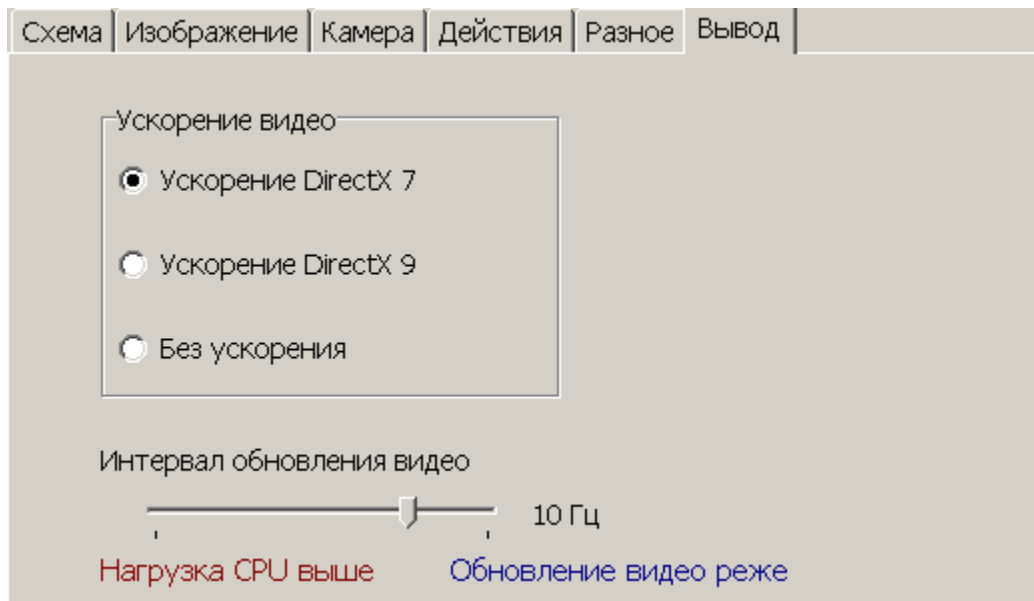 Схема Изображение Камера Действия Разное Вывод
Ускорение видео
Ускорение DirectX 7
Ускорение DirectX 9
Без ускорения
Интервал обновления видео
10 Гц
Нагрузка CPU выше Обновление видео реже